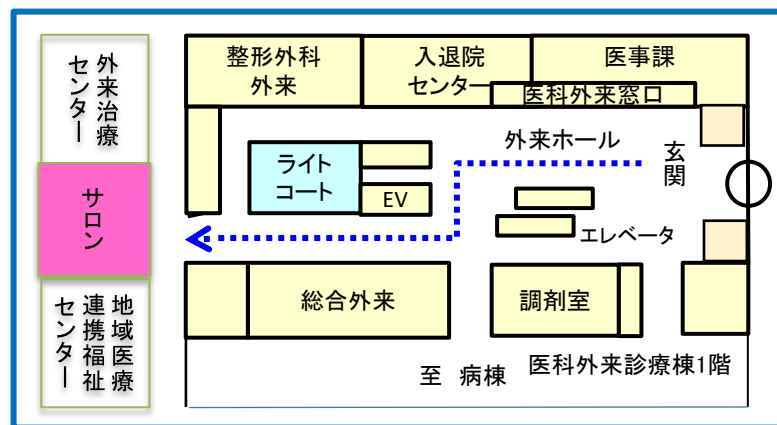 外来治療
センター
サロン
地域医療
連携福祉
センター
整形外科
外来
入退院
センター
医事課
医科外来窓口
外来ホール
玄関
ライト
コート
EV
エレベータ
総合外来
調剤室
至 病棟
医科外来診療棟1階